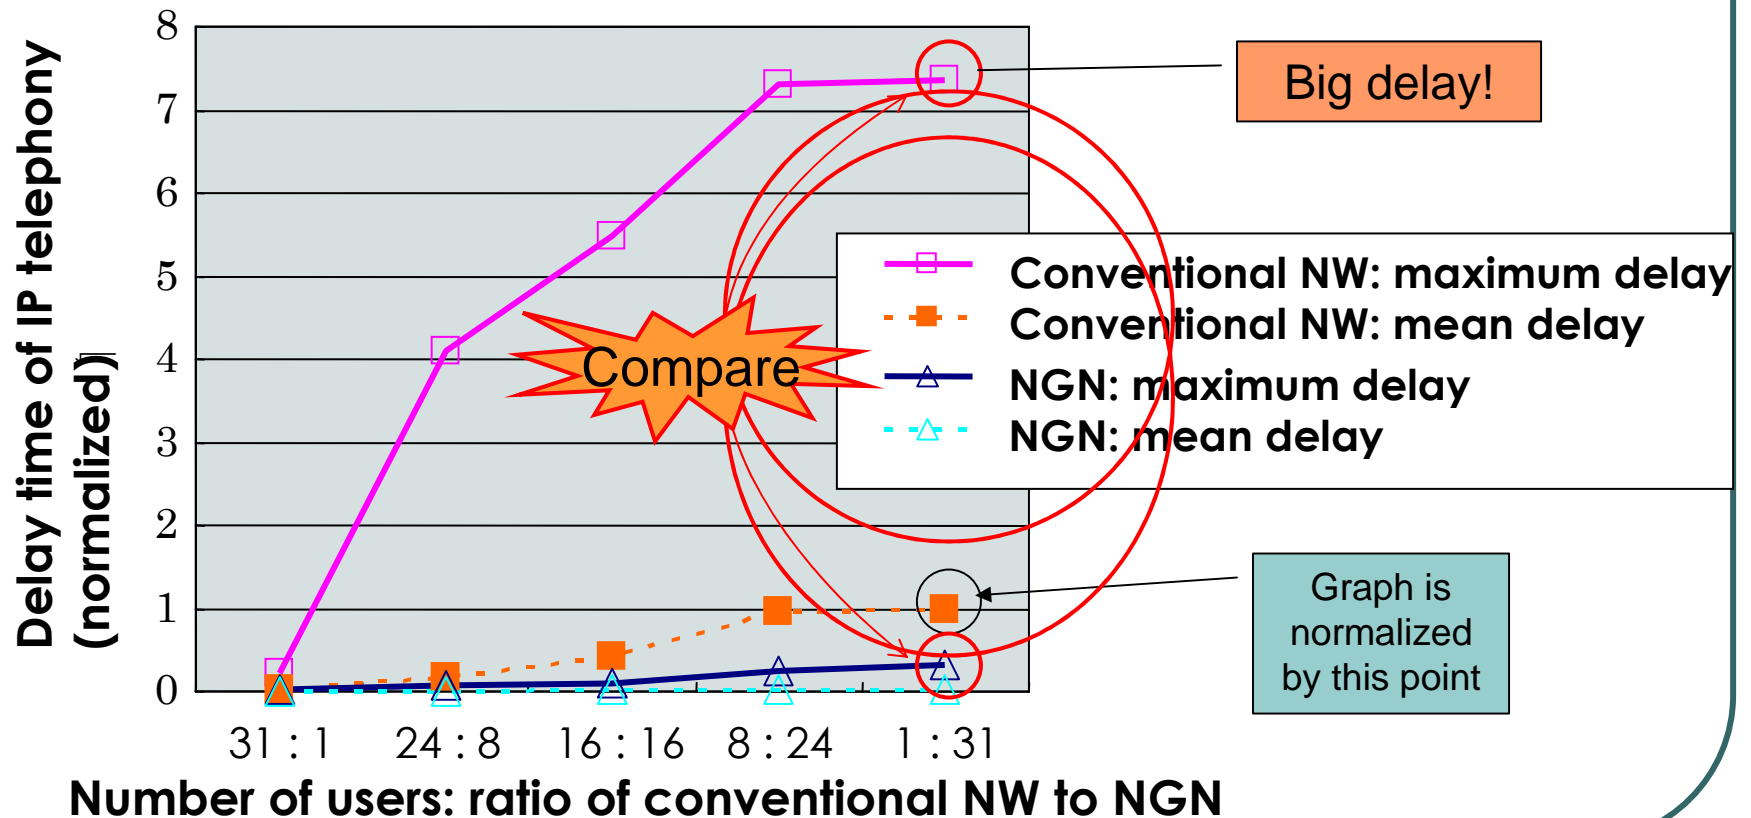 Delay time of IP telephony
(normalized)
8
7
6
5
4
3
2
1
0
31 : 1
24 : 8
16 : 16
8 : 24
1 : 31
Number of users: ratio of conventional NW to NGN
Big delay!
Compare
Conventional NW: maximum delay
Conventional NW: mean delay
NGN: maximum delay
NGN: mean delay
Graph is
normalized
by this point